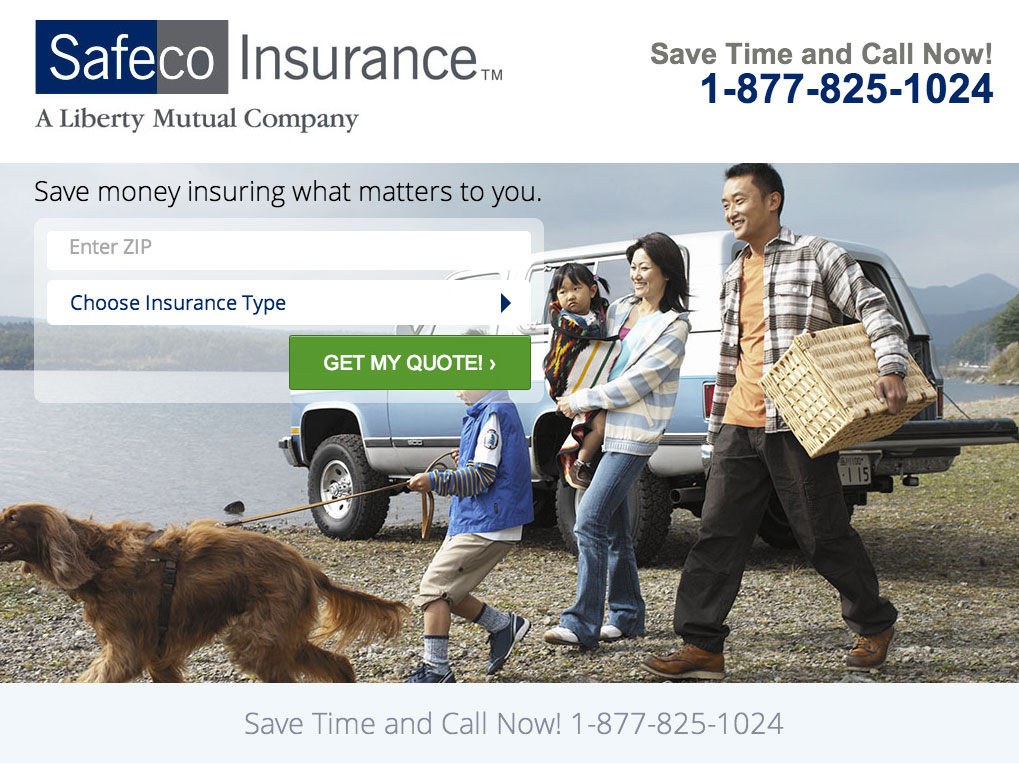 Safeco Insurance™
A Liberty Mutual Company
Save Time and Call Now!
1-877-825-1024
Save money insuring what matters to you.
Enter ZIP
Choose Insurance Type
GET MY QUOTE! ›
Save Time and Call Now! 1-877-825-1024